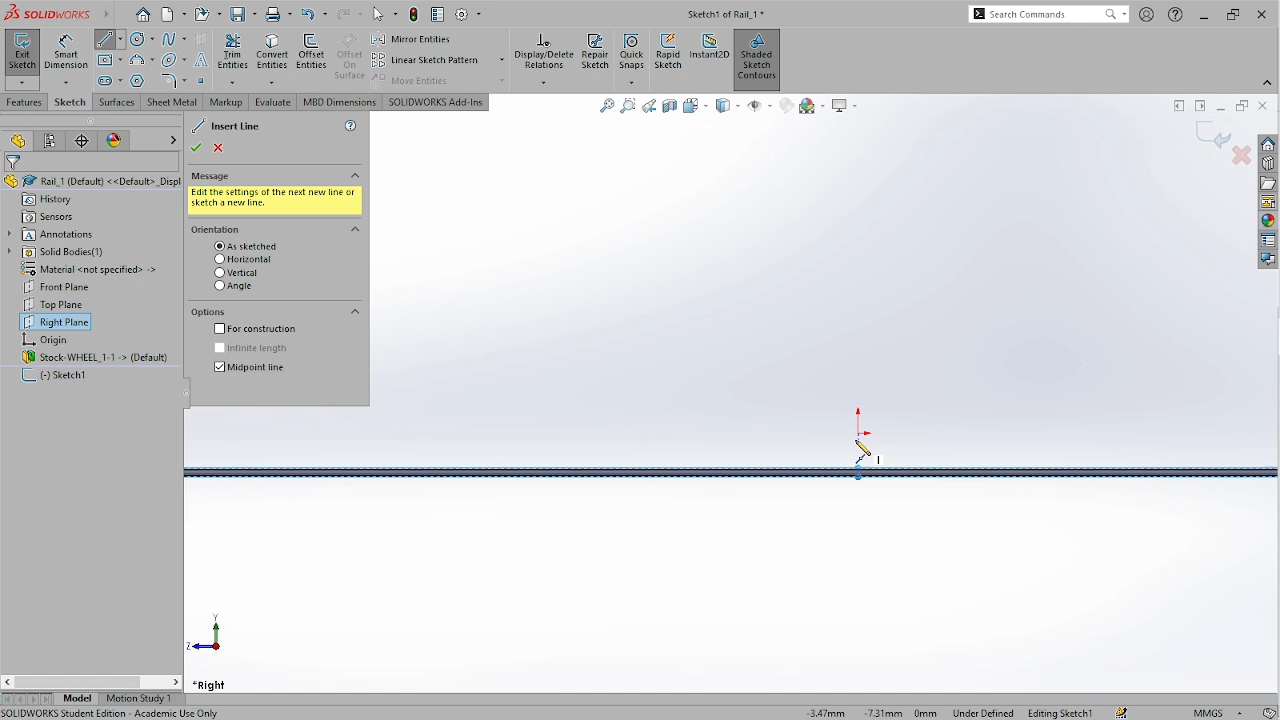 SOLIDWORKS
Sketch1 of Rail_1 *
Search Commands
Exit Sketch
Smart Dimension
Trim Entities
Convert Entities
Offset Entities
Offset On Surface
Mirror Entities
Linear Sketch Pattern
Move Entities
Display/Delete Relations
Repair Sketch
Quick Snaps
Rapid Sketch
Instant2D
Shaded Sketch Contours
Features
Sketch
Surfaces
Sheet Metal
Markup
Evaluate
MBD Dimensions
SOLIDWORKS Add-Ins
Insert Line
Message
Edit the settings of the next new line or
sketch a new line.
Orientation
As sketched
Horizontal
Vertical
Angle
Options
For construction
Infinite length
Midpoint line
Rail_1 (Default) <<Default>_Displ
History
Sensors
Annotations
Solid Bodies(1)
Material <not specified> ->
Front Plane
Top Plane
Right Plane
Origin
Stock-WHEEL_1-1 -> (Default)
(-) Sketch1
Y
Z
*Right
Model
Motion Study 1
SOLIDWORKS Student Edition - Academic Use Only
-3.47mm
-7.31mm
0mm
Under Defined
Editing Sketch1
MMGS